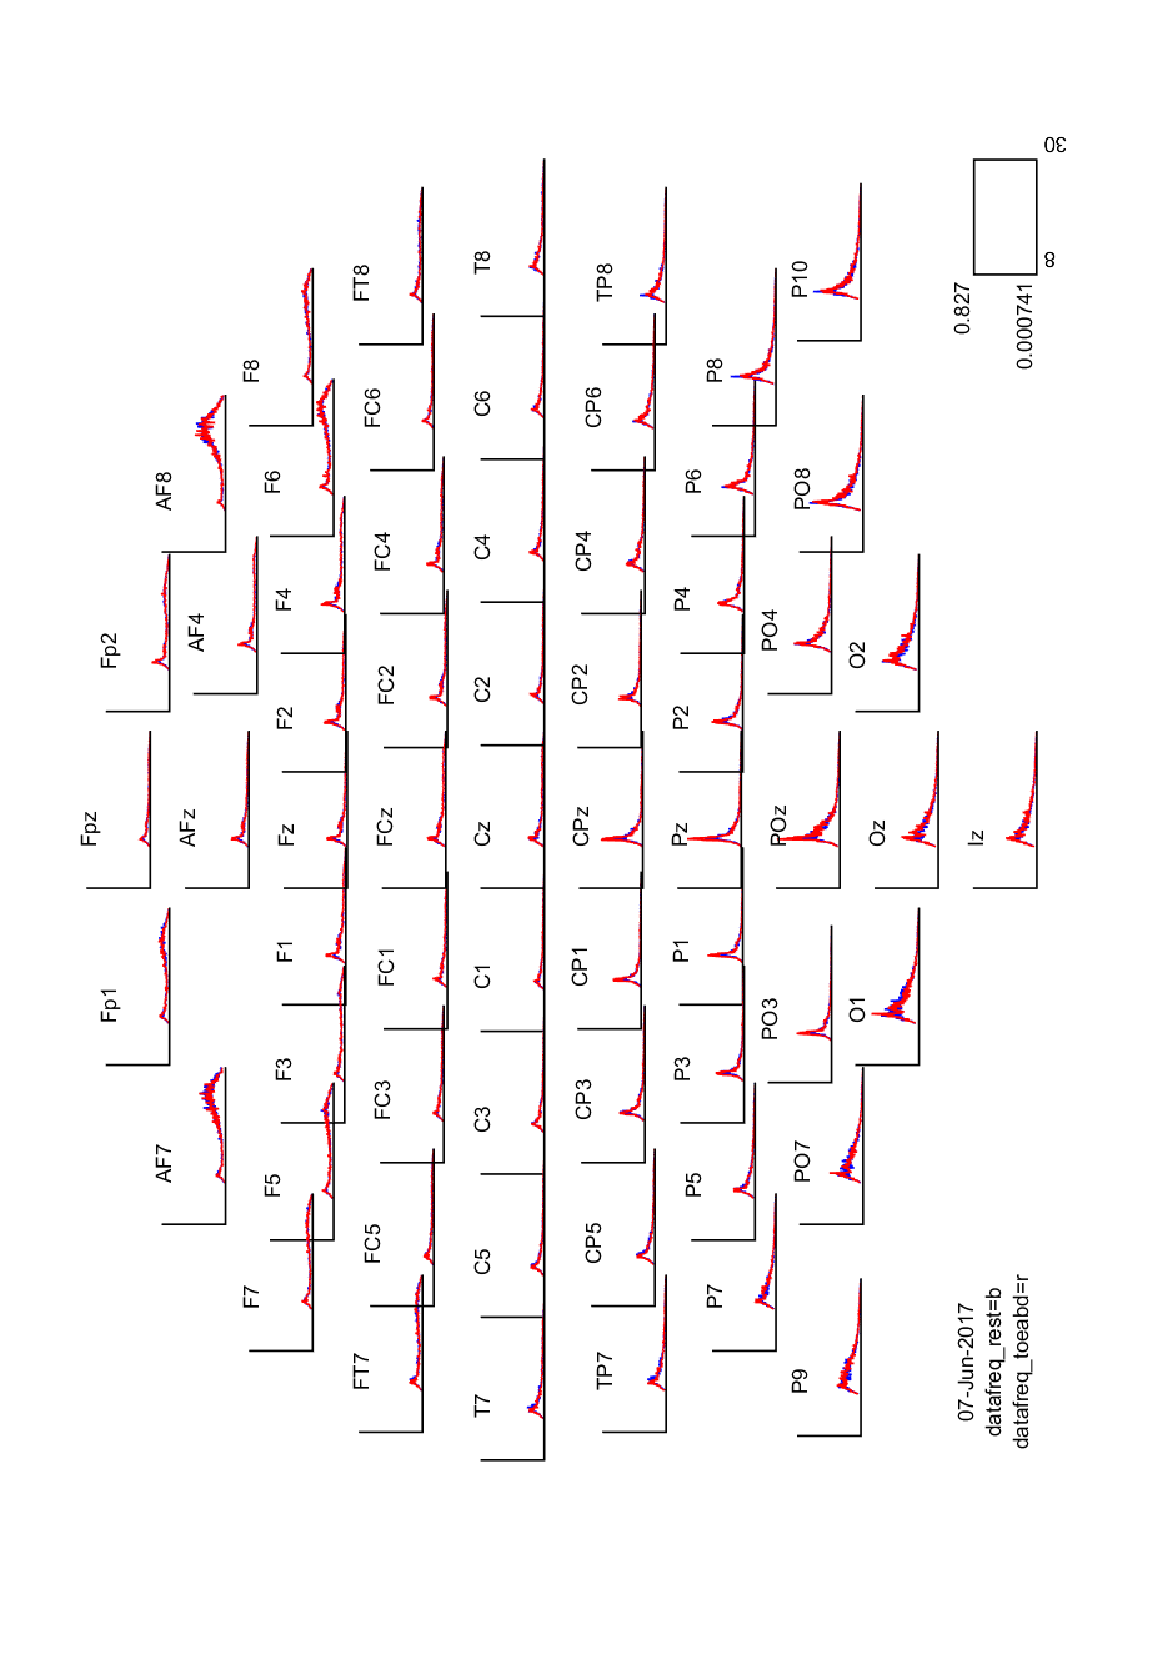 Fpz
Fp1
Fp2
AF7
AFz
AF4
AF8
F7
F5
F3
F1
Fz
F2
F4
F6
F8
FT7
FC5
FC3
FC1
FCz
FC2
FC4
FC6
FT8
T7
C5
C3
C1
Cz
C2
C4
C6
T8
TP7
CP5
CP3
CP1
CPz
CP2
CP4
CP6
TP8
P9
P7
P5
P3
P1
Pz
P2
P4
P6
P8
P10
PO7
PO3
POz
PO4
PO8
O1
Oz
O2
Iz
07-Jun-2017
datafreq_rest=b
datafreq_toeabd=r
0.827
0.000741
8
30